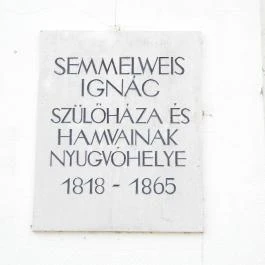 SEMMELWEIS
IGNÁC
SZÜLŐHÁZA ÉS
HAMVAINAK
NYUGVÓHELYE
1818 - 1865